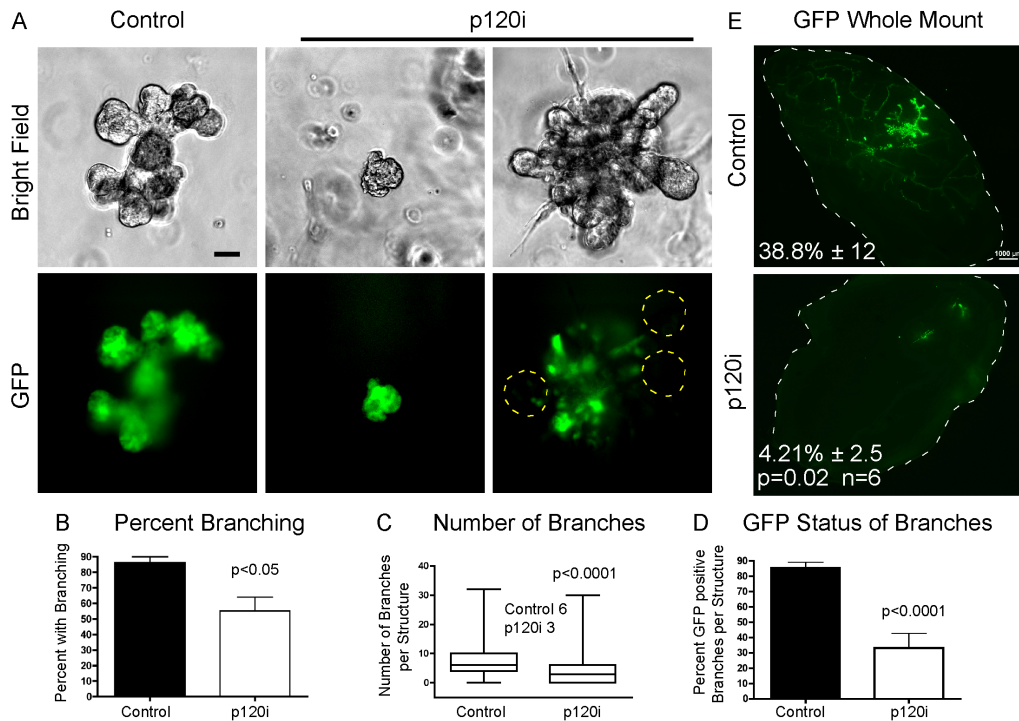 A
Control
p120i
Bright Field
GFP
E
GFP Whole Mount
Control
38.8% ± 12
1000 µm
p120i
4.21% ± 2.5
p=0.02 n=6
B
Percent Branching
Percent with Branching
90
80
70
60
50
40
30
20
10
0
p<0.05
Control
p120i
C
Number of Branches
Number of Branches
per Structure
40
30
20
10
0
p<0.0001
Control 6
p120i 3
Control
p120i
D
GFP Status of Branches
Percent GFP positive
Branches per Structure
90
80
70
60
50
40
30
20
10
0
p<0.0001
Control
p120i